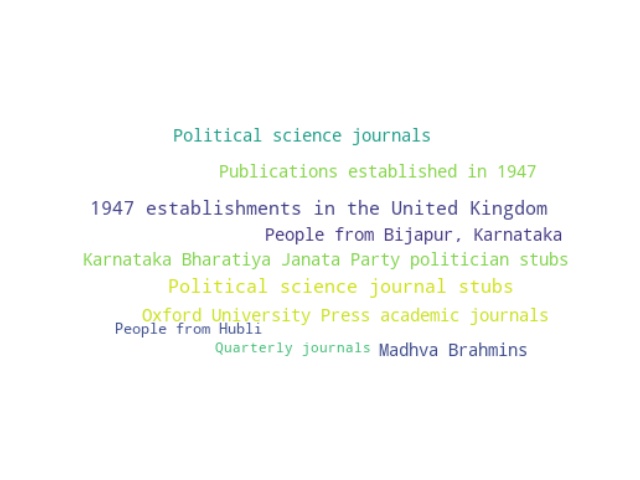 Political science journals
Publications established in 1947
1947 establishments in the United Kingdom
People from Bijapur, Karnataka
Karnataka Bharatiya Janata Party politician stubs
Political science journal stubs
Oxford University Press academic journals
People from Hubli
Quarterly journals
Madhva Brahmins